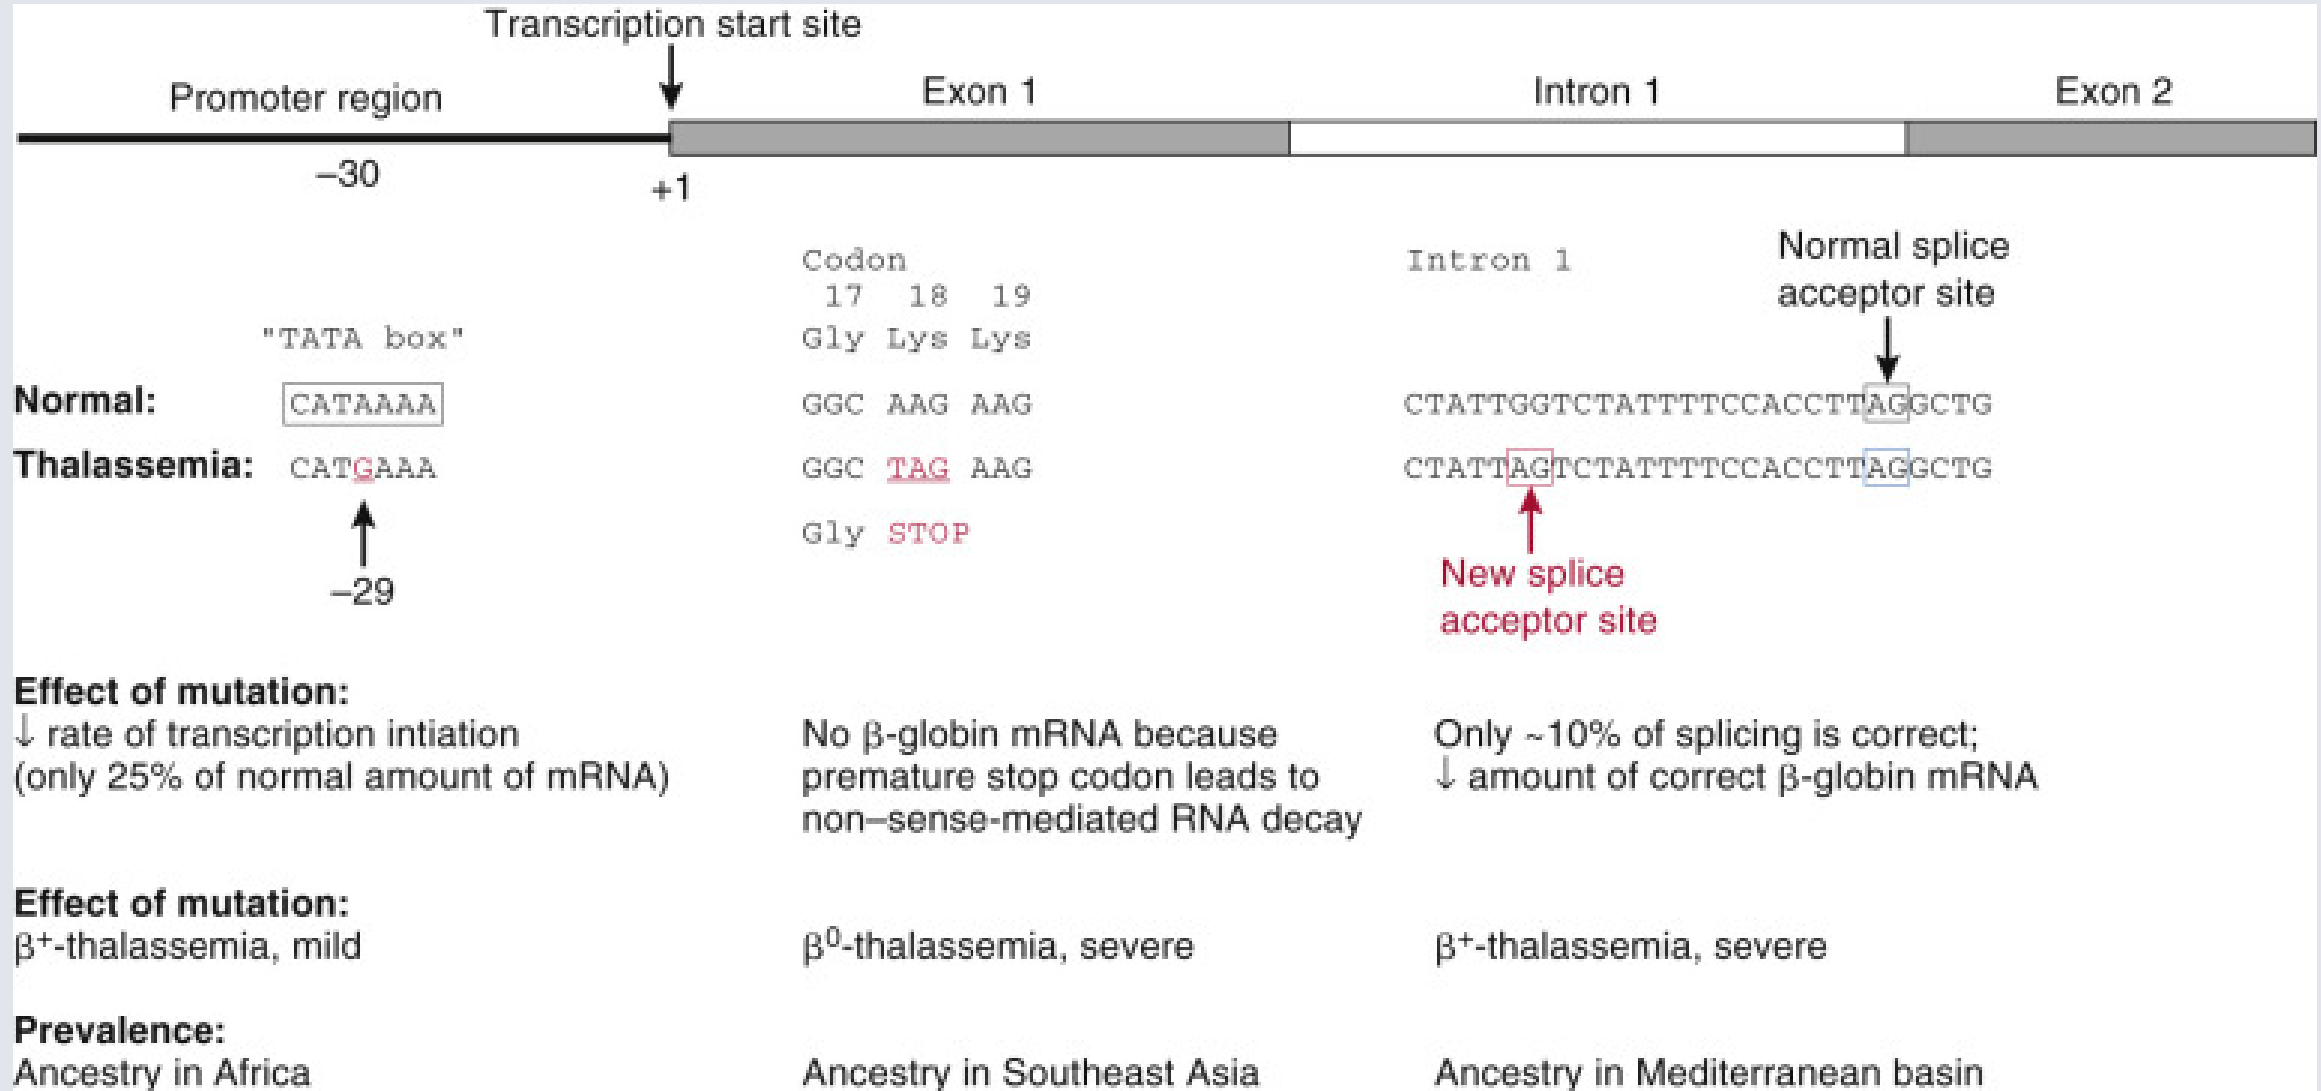 Transcription start site
Promoter region
Exon 1
Intron 1
Exon 2
–30
+1
Codon
17 18 19
Gly Lys Lys
Intron 1
Normal splice
acceptor site
"TATA box"
Normal: CATAAAA GGC AAG AAG CTATTGGTCTATTTTCCACCTTAGGCTG
Thalassemia: CATGAAA GGC TAG AAG CTATTAGTCTATTTTCCACCTTAGGCTG
Gly STOP
–29
New splice
acceptor site
Effect of mutation:
↓ rate of transcription intiation
(only 25% of normal amount of mRNA)
No β-globin mRNA because
premature stop codon leads to
non–sense-mediated RNA decay
Only ~10% of splicing is correct;
↓ amount of correct β-globin mRNA
Effect of mutation:
β⁺-thalassemia, mild
β⁰-thalassemia, severe
β⁺-thalassemia, severe
Prevalence:
Ancestry in Africa
Ancestry in Southeast Asia
Ancestry in Mediterranean basin